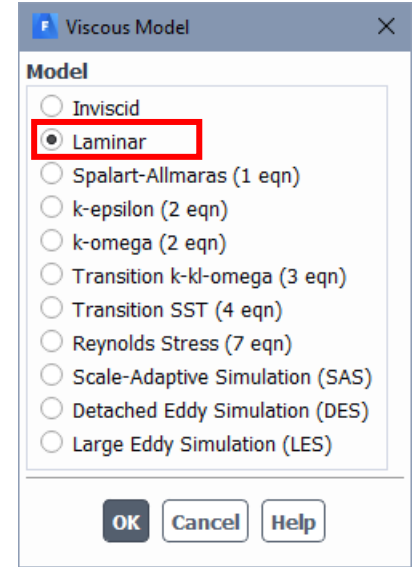 F Viscous Model
Model
Inviscid
Laminar
Spalart-Allmaras (1 eqn)
k-epsilon (2 eqn)
k-omega (2 eqn)
Transition k-kl-omega (3 eqn)
Transition SST (4 eqn)
Reynolds Stress (7 eqn)
Scale-Adaptive Simulation (SAS)
Detached Eddy Simulation (DES)
Large Eddy Simulation (LES)
OK Cancel Help